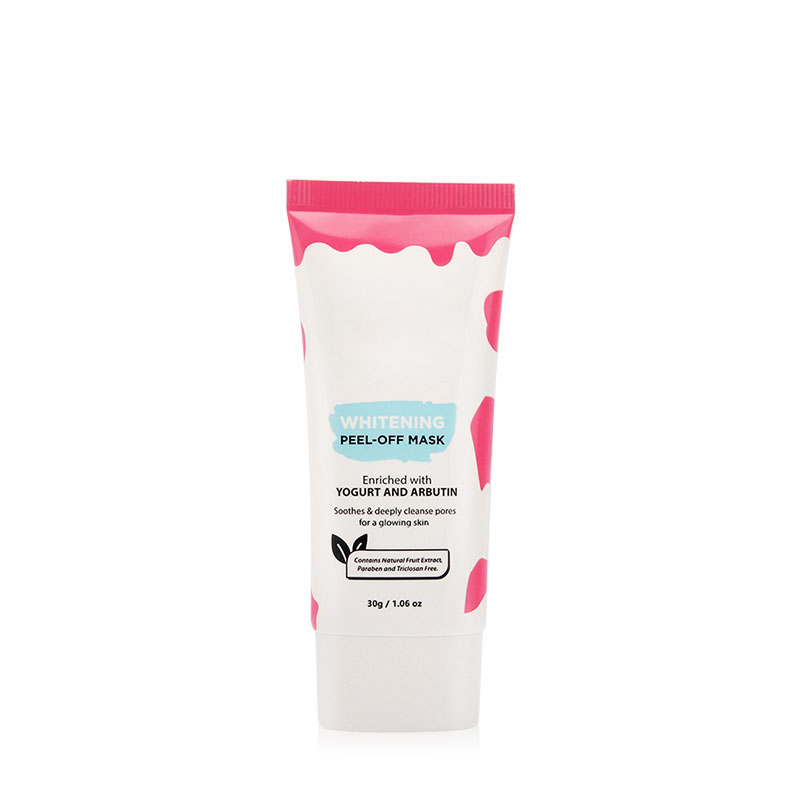 WHITENING
PEEL-OFF MASK
Enriched with
YOGURT AND ARBUTIN
Soothes & deeply cleanse pores
for a glowing skin
Contains Natural Fruit Extract,
Paraben and Triclosan Free.
30g / 1.06 oz